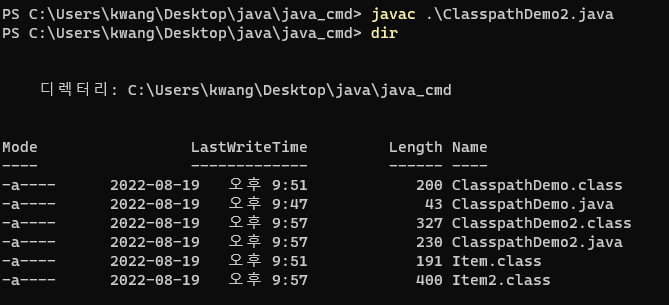 PS C:\Users\kwang\Desktop\java\java_cmd> javac .\ClasspathDemo2.java
PS C:\Users\kwang\Desktop\java\java_cmd> dir
디렉터리: C:\Users\kwang\Desktop\java\java_cmd
Mode LastWriteTime Length Name
---- ------------- ------ ----
-a---- 2022-08-19 오후 9:51 200 ClasspathDemo.class
-a---- 2022-08-19 오후 9:47 43 ClasspathDemo.java
-a---- 2022-08-19 오후 9:57 327 ClasspathDemo2.class
-a---- 2022-08-19 오후 9:57 230 ClasspathDemo2.java
-a---- 2022-08-19 오후 9:51 191 Item.class
-a---- 2022-08-19 오후 9:57 400 Item2.class